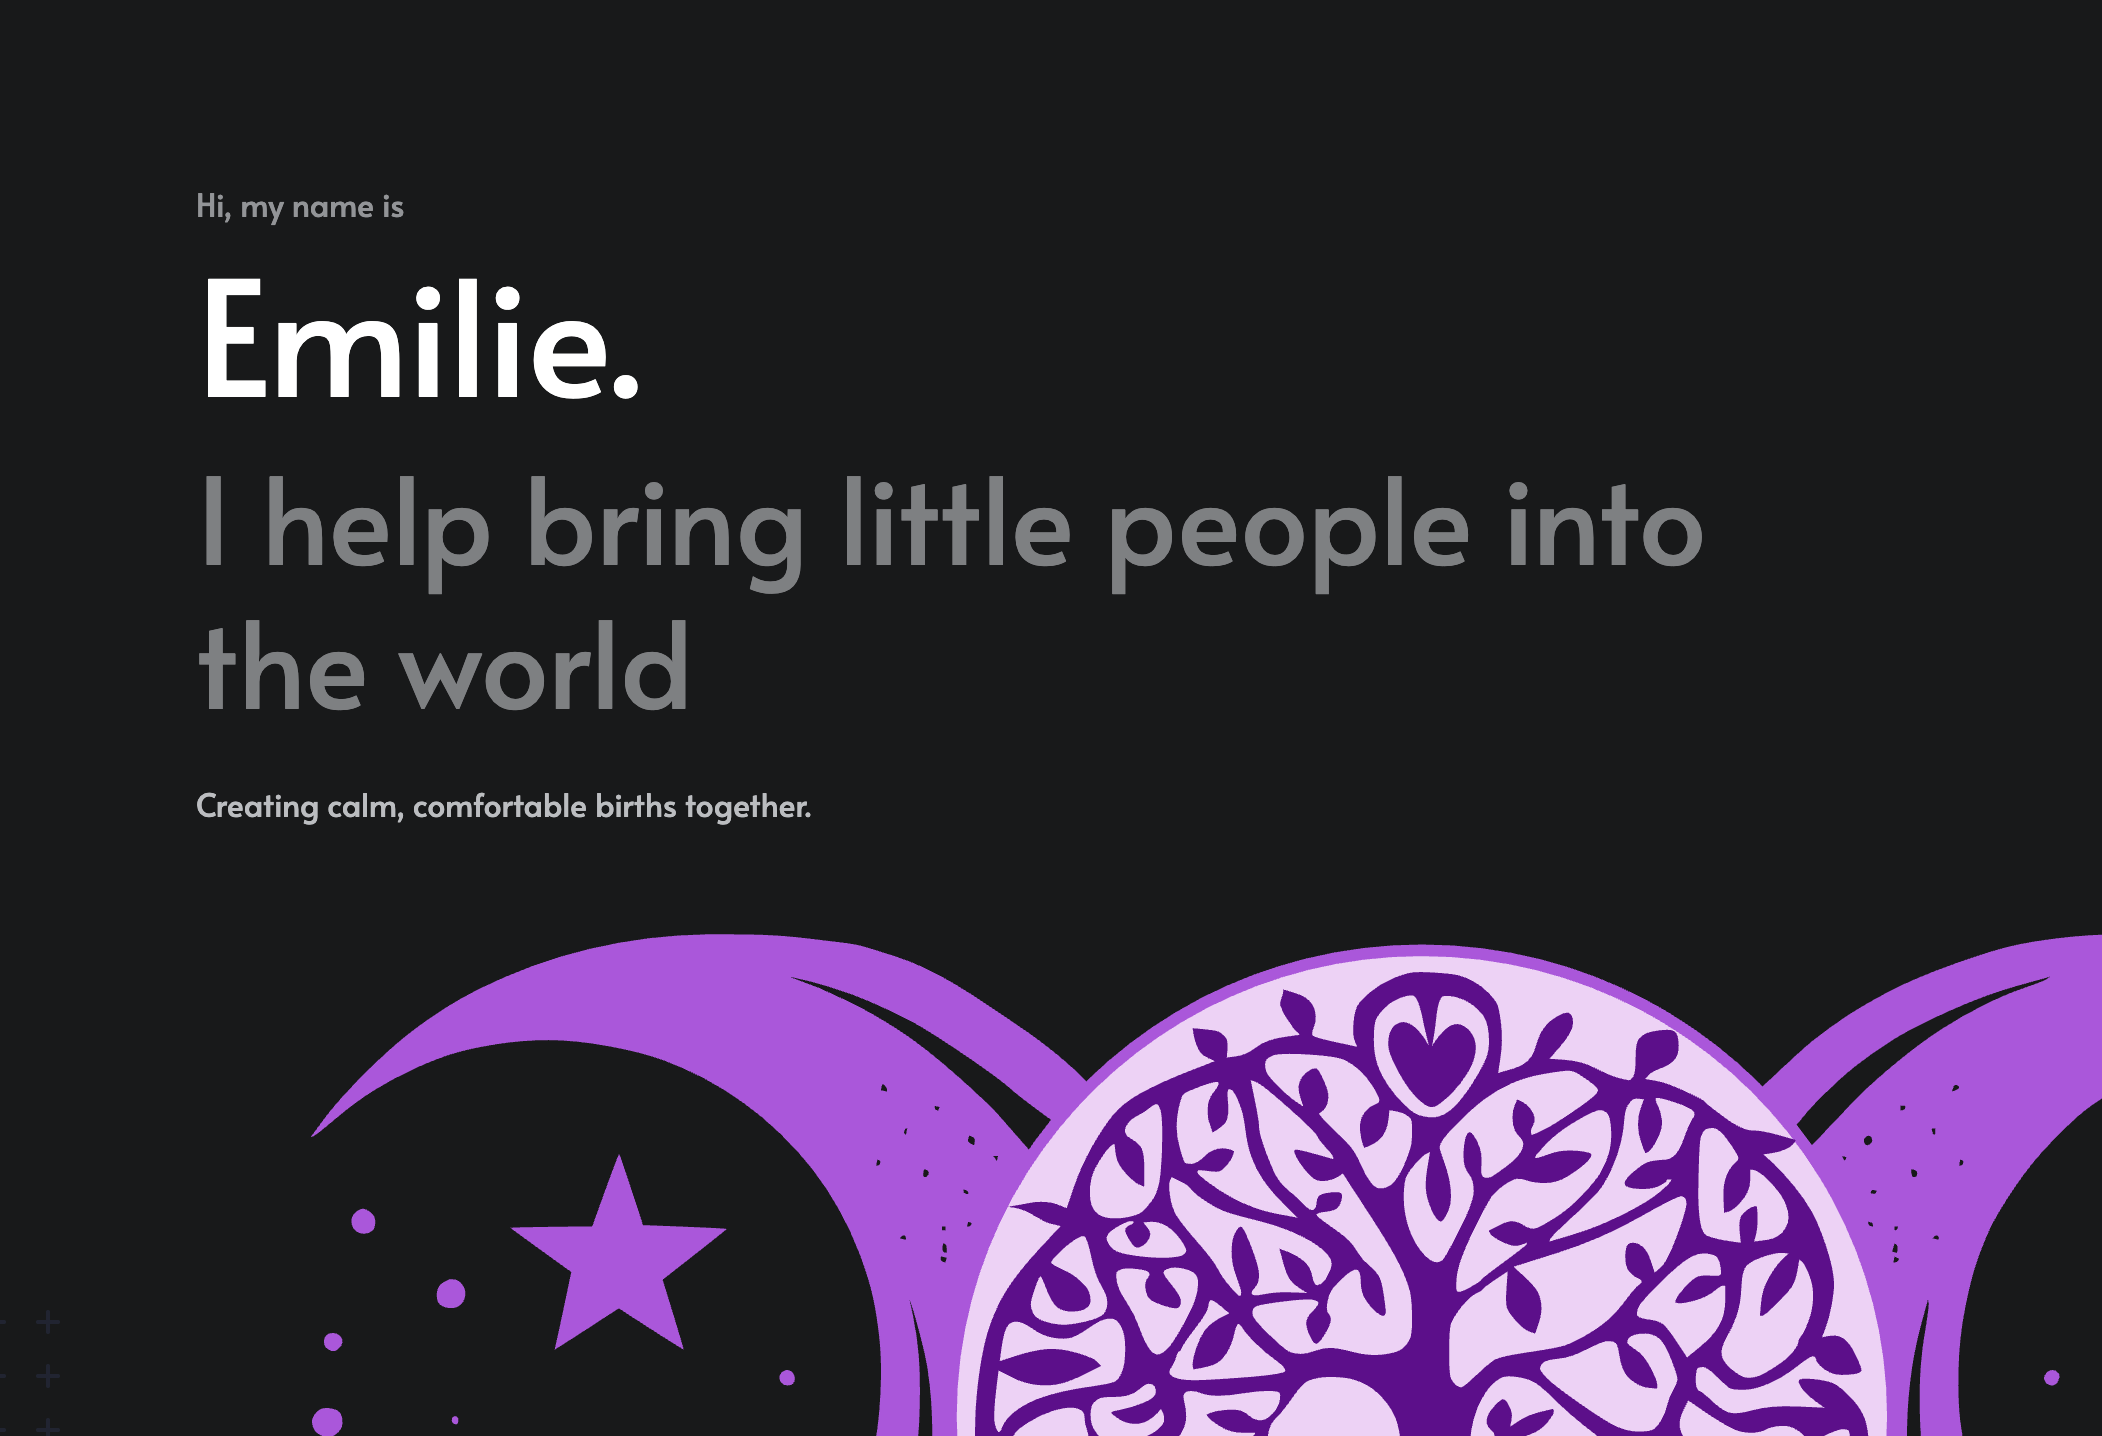 Hi, my name is
Emilie.
I help bring little people into
the world
Creating calm, comfortable births together.